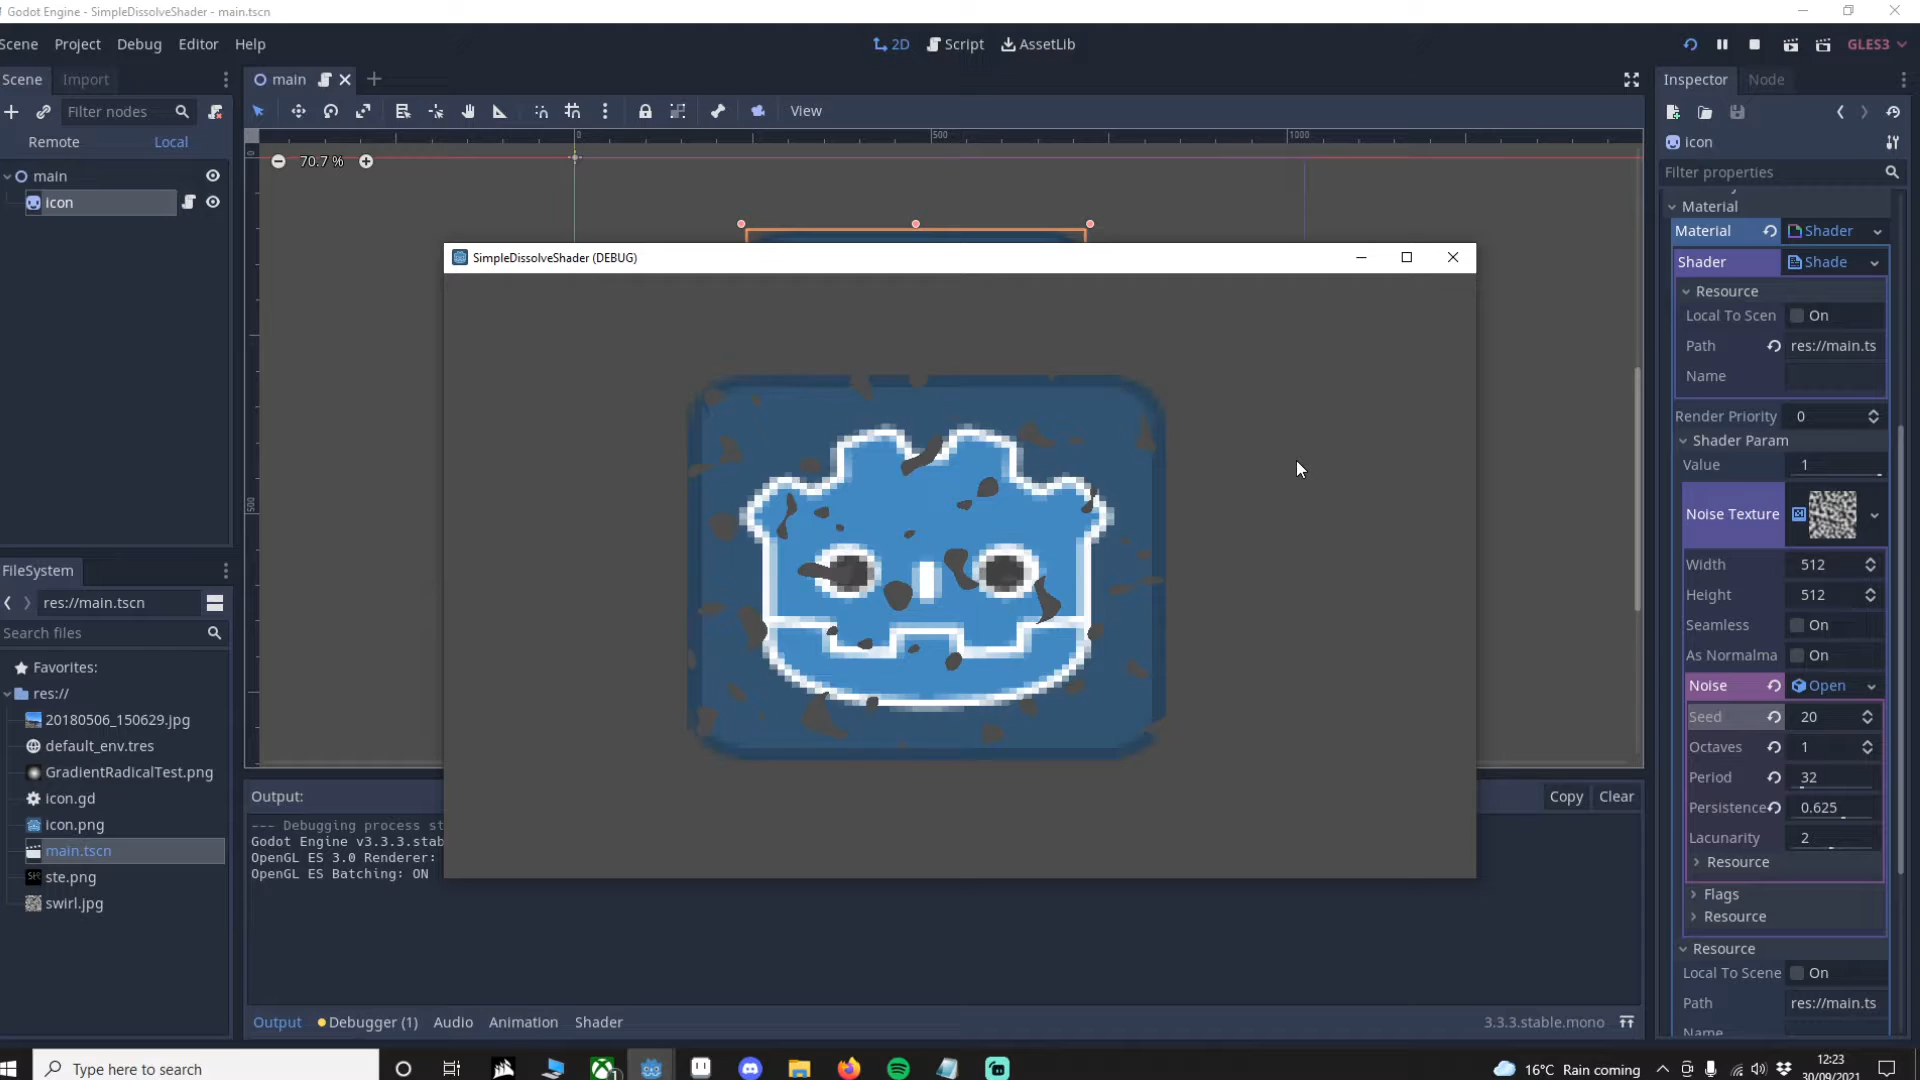 Godot Engine - SimpleDissolveShader - main.tscn
Scene Project Debug Editor Help
2D Script AssetLib
GLES3
Scene Import
main
Filter nodes
View
Remote Local
main
icon
70.7 %
0 500 1000
500
SimpleDissolveShader (DEBUG)
FileSystem
res://main.tscn
Search files
Favorites:
res://
20180506_150629.jpg
default_env.tres
GradientRadicalTest.png
icon.gd
icon.png
main.tscn
ste.png
swirl.jpg
Output:
Copy Clear
--- Debugging process st
Godot Engine v3.3.3.stab
OpenGL ES 3.0 Renderer:
OpenGL ES Batching: ON
Output Debugger (1) Audio Animation Shader
3.3.3.stable.mono
Inspector Node
icon
Filter properties
Material
Material Shader
Shader Shade
Resource
Local To Scen On
Path res://main.ts
Name
Render Priority 0
Shader Param
Value 1
Noise Texture
Width 512
Height 512
Seamless On
As Normalma On
Noise Open
Seed 20
Octaves 1
Period 32
Persistence 0.625
Lacunarity 2
Resource
Flags
Resource
Resource
Local To Scene On
Path res://main.ts
Name
Type here to search
16°C Rain coming
12:23
30/09/2021